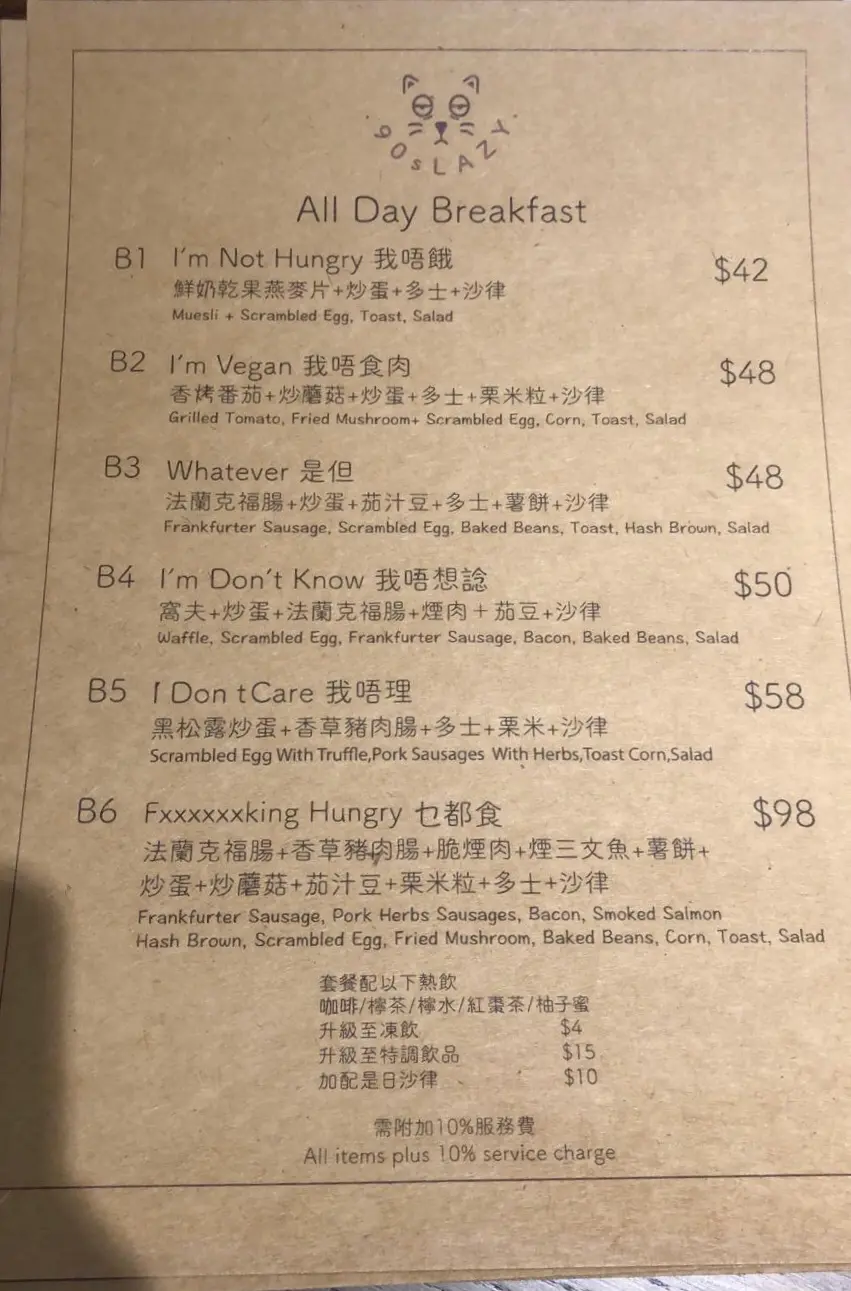 BOSLAZY
All Day Breakfast
B1 I'm Not Hungry 我唔餓 $42
鮮奶乾果燕麥片+炒蛋+多士+沙律
Muesli + Scrambled Egg, Toast, Salad
B2 I'm Vegan 我唔食肉 $48
香烤番茄+炒蘑菇+炒蛋+多士+栗米粒+沙律
Grilled Tomato, Fried Mushroom+ Scrambled Egg, Corn, Toast, Salad
B3 Whatever 是但 $48
法蘭克福腸+炒蛋+茄汁豆+多士+薯餅+沙律
Frankfurter Sausage, Scrambled Egg, Baked Beans, Toast, Hash Brown, Salad
B4 I'm Don't Know 我唔想諗 $50
窩夫+炒蛋+法蘭克福腸+煙肉+茄豆+沙律
Waffle, Scrambled Egg, Frankfurter Sausage, Bacon, Baked Beans, Salad
B5 I Don tCare 我唔理 $58
黑松露炒蛋+香草豬肉腸+多士+栗米+沙律
Scrambled Egg With Truffle,Pork Sausages With Herbs,Toast Corn,Salad
B6 Fxxxxxxking Hungry 乜都食 $98
法蘭克福腸+香草豬肉腸+脆煙肉+煙三文魚+薯餅+
炒蛋+炒蘑菇+茄汁豆+栗米粒+多士+沙律
Frankfurter Sausage, Pork Herbs Sausages, Bacon, Smoked Salmon
Hash Brown, Scrambled Egg, Fried Mushroom, Baked Beans, Corn, Toast, Salad
套餐配以下熱飲
咖啡/檸茶/檸水/紅棗茶/柚子蜜
升級至凍飲 $4
升級至特調飲品 $15
加配是日沙律 $10
需附加10%服務費
All items plus 10% service charge